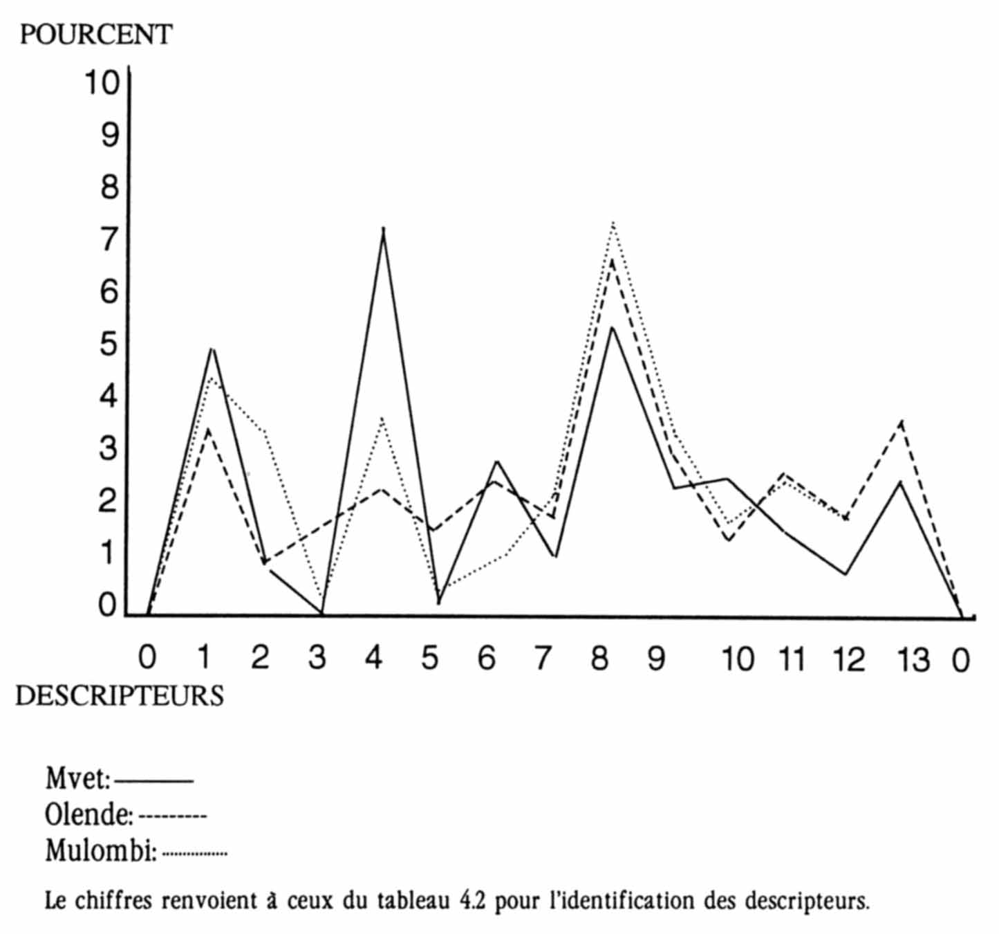 POURCENT
10
9
8
7
6
5
4
3
2
1
0
0 1 2 3 4 5 6 7 8 9 10 11 12 13 0
DESCRIPTEURS
Mvet:
Olende:
Mulombi:
Le chiffres renvoient à ceux du tableau 4.2 pour l'identification des descripteurs.